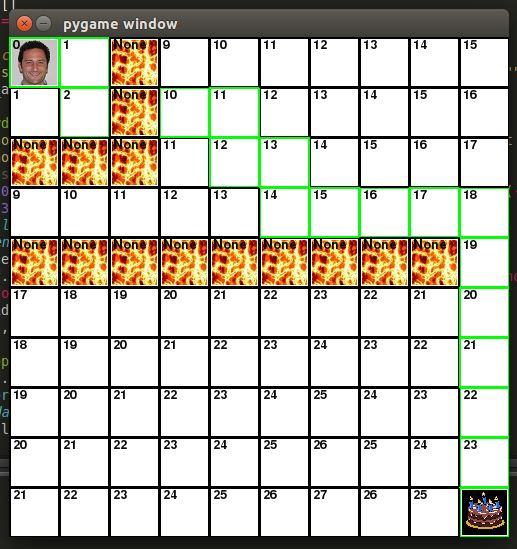 pygame window
0 1 None 9 10 11 12 13 14 15
1 2 None 10 11 12 13 14 15 16
None None None 11 12 13 14 15 16 17
9 10 11 12 13 14 15 16 17 18
None None None None None None None None None 19
17 18 19 20 21 22 23 22 21 20
18 19 20 21 22 23 24 23 22 21
19 20 21 22 23 24 25 24 23 22
20 21 22 23 24 25 26 25 24 23
21 22 23 24 25 26 27 26 25